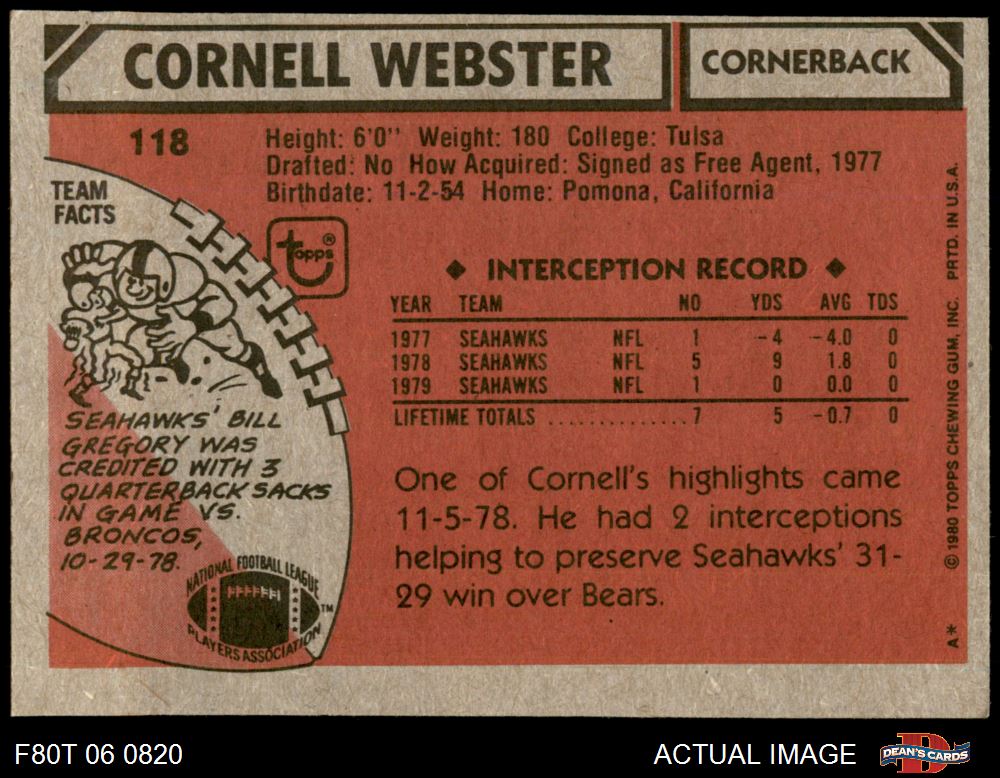 CORNELL WEBSTER
CORNERBACK
118
Height: 6'0" Weight: 180 College: Tulsa
Drafted: No How Acquired: Signed as Free Agent, 1977
Birthdate: 11-2-54 Home: Pomona, California
TEAM
FACTS
topps®
◆ INTERCEPTION RECORD ◆
YEAR TEAM NO YDS AVG TDS
1977 SEAHAWKS NFL 1 -4 -4.0 0
1978 SEAHAWKS NFL 5 9 1.8 0
1979 SEAHAWKS NFL 1 0 0.0 0
LIFETIME TOTALS .............. 7 5 -0.7 0
SEAHAWKS' BILL
GREGORY WAS
CREDITED WITH 3
QUARTERBACK SACKS
IN GAME VS.
BRONCOS,
10-29-78.
One of Cornell's highlights came
11-5-78. He had 2 interceptions
helping to preserve Seahawks' 31-
29 win over Bears.
NATIONAL FOOTBALL LEAGUE
PLAYERS ASSOCIATION
™
A* © 1980 TOPPS CHEWING GUM, INC. PRTD. IN U.S.A.
F80T 06 0820
ACTUAL IMAGE
DEAN'S CARDS